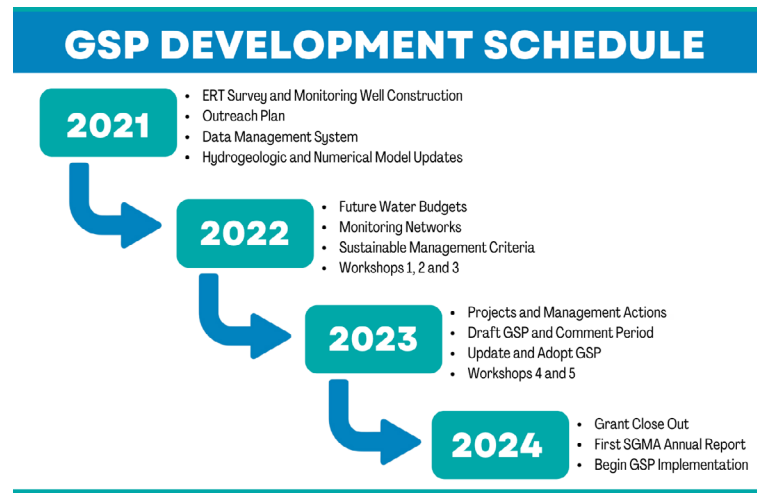 GSP DEVELOPMENT SCHEDULE
2021
• ERT Survey and Monitoring Well Construction
• Outreach Plan
• Data Management System
• Hydrogeologic and Numerical Model Updates
2022
• Future Water Budgets
• Monitoring Networks
• Sustainable Management Criteria
• Workshops 1, 2 and 3
2023
• Projects and Management Actions
• Draft GSP and Comment Period
• Update and Adopt GSP
• Workshops 4 and 5
2024
• Grant Close Out
• First SGMA Annual Report
• Begin GSP Implementation